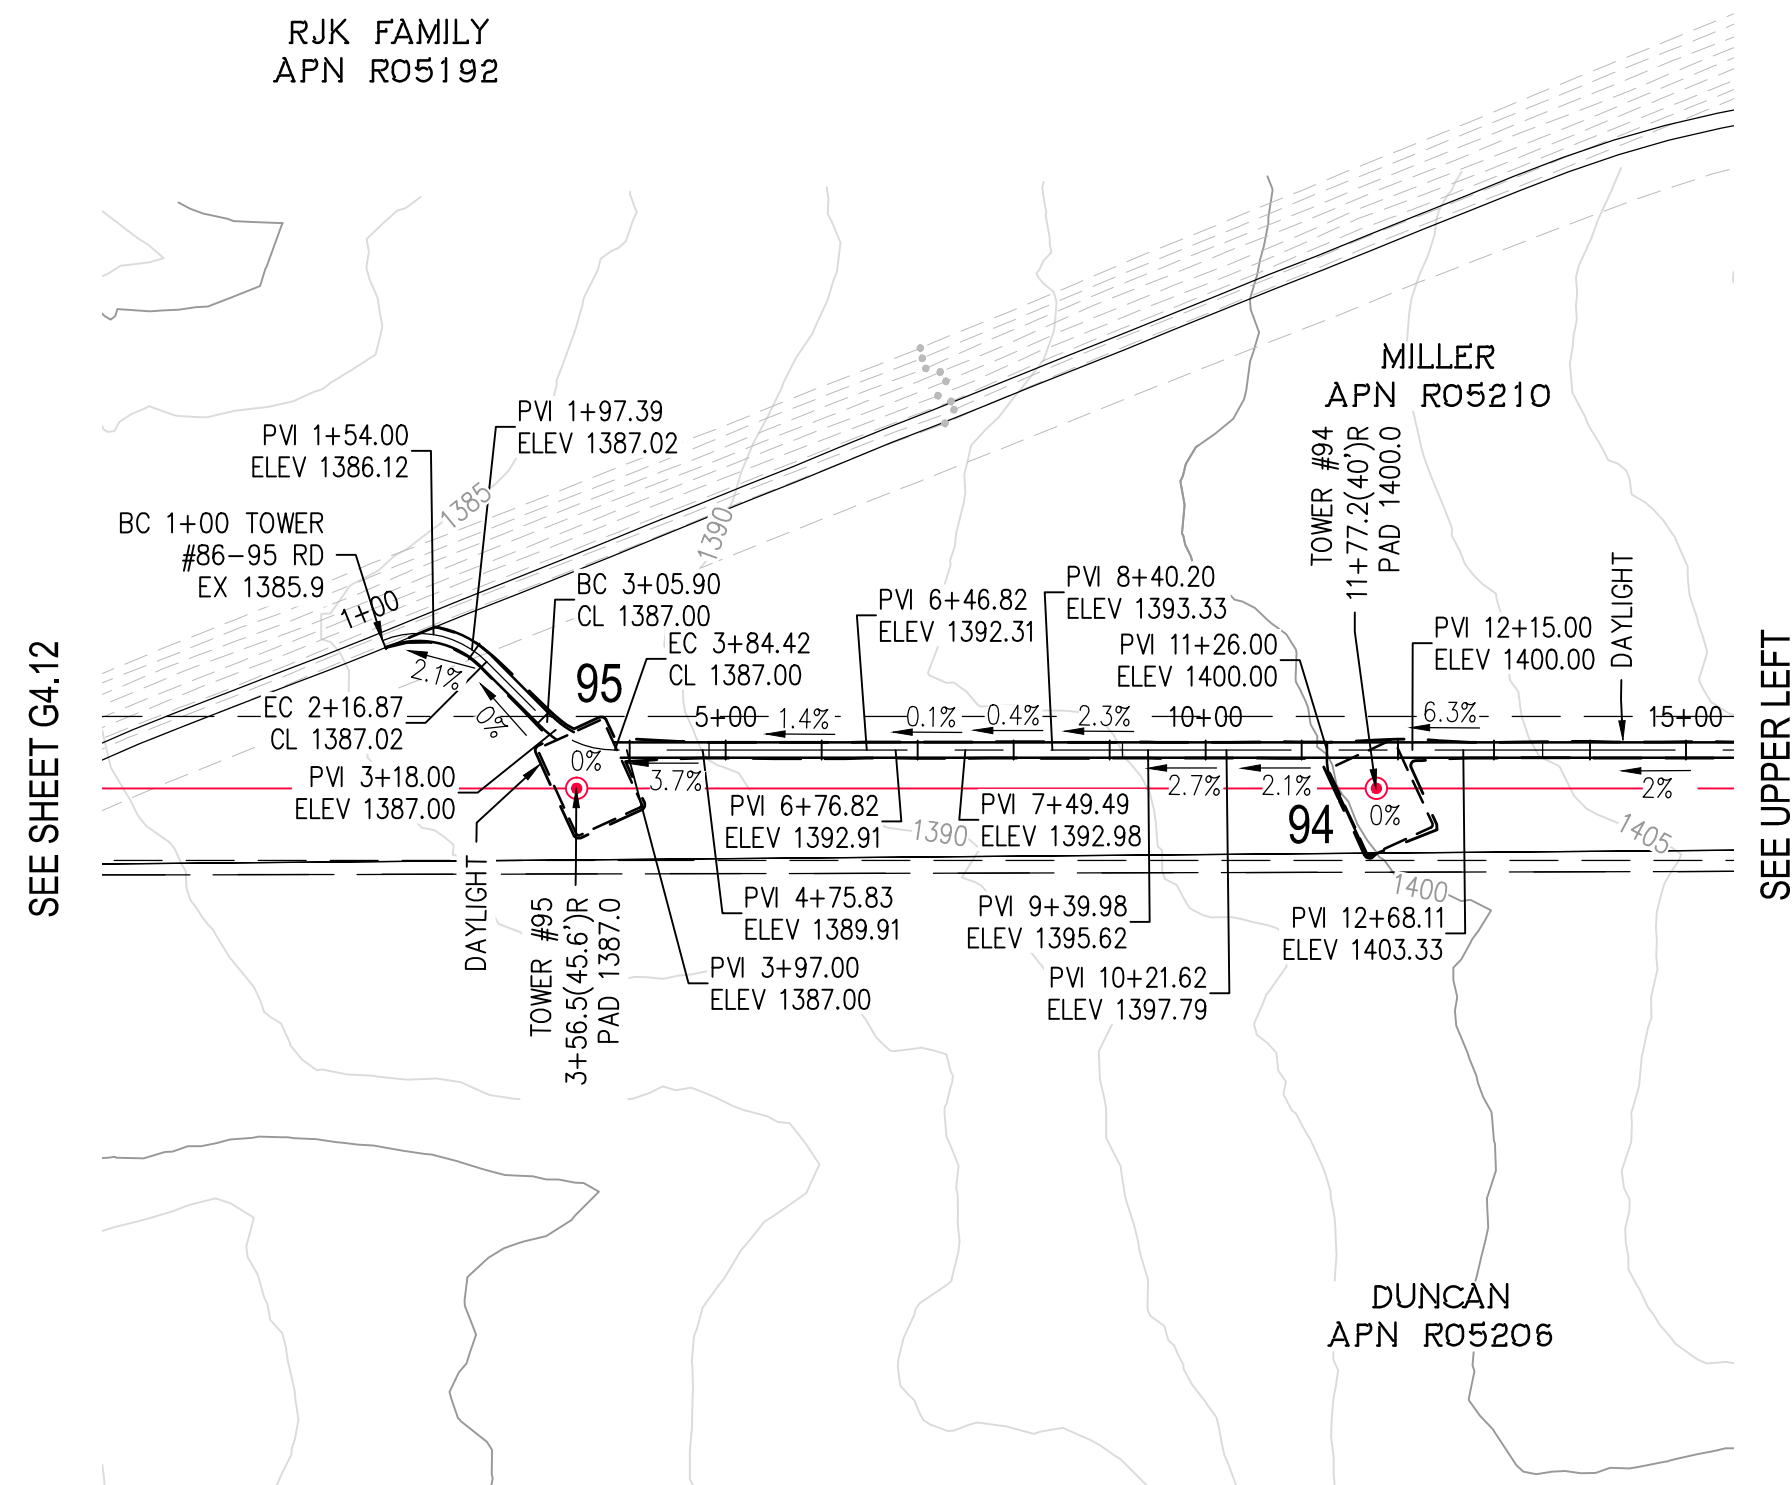 RJK FAMILY
APN R05192
MILLER
APN R05210
PVI 1+97.39
ELEV 1387.02
PVI 1+54.00
ELEV 1386.12
1385
1390
BC 1+00 TOWER
#86-95 RD
EX 1385.9
1+00
BC 3+05.90
CL 1387.00
EC 3+84.42
CL 1387.00
PVI 6+46.82
ELEV 1392.31
PVI 8+40.20
ELEV 1393.33
PVI 11+26.00
ELEV 1400.00
TOWER #94
11+77.2(40')R
PAD 1400.0
PVI 12+15.00
ELEV 1400.00
DAYLIGHT
SEE SHEET G4.12
SEE UPPER LEFT
2.1%
0%
95
EC 2+16.87
CL 1387.02
5+00
1.4%
0.1%
0.4%
2.3%
10+00
6.3%
15+00
PVI 3+18.00
ELEV 1387.00
0%
3.7%
2.7%
2.1%
2%
PVI 6+76.82
ELEV 1392.91
1390
PVI 7+49.49
ELEV 1392.98
94
0%
1405
1400
DAYLIGHT
TOWER #95
3+56.5(45.6')R
PAD 1387.0
PVI 4+75.83
ELEV 1389.91
PVI 3+97.00
ELEV 1387.00
PVI 9+39.98
ELEV 1395.62
PVI 10+21.62
ELEV 1397.79
PVI 12+68.11
ELEV 1403.33
DUNCAN
APN R05206